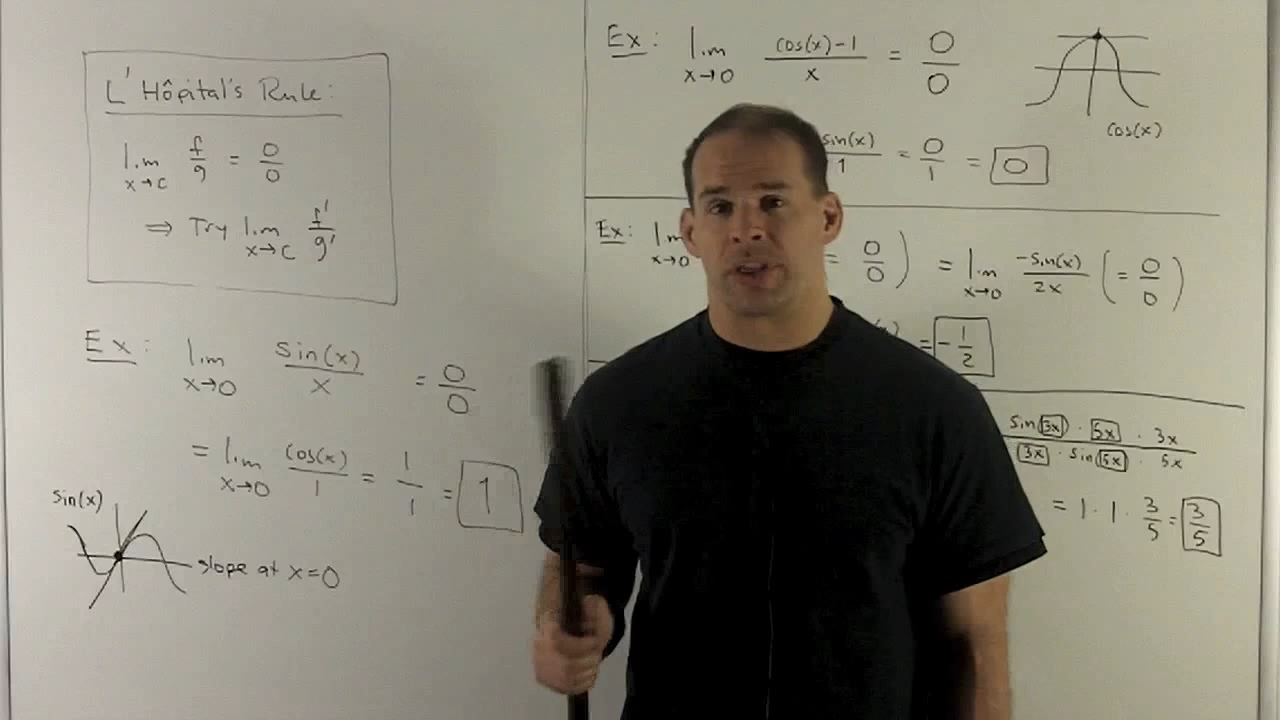 L'Hôpital's Rule:
lim x→c f/g = 0/0
⇒ Try lim x→c f'/g'
Ex: lim x→0 sin(x)/x = 0/0
= lim x→0 cos(x)/1 = 1/1 = 1
sin(x)
slope at x=0
Ex: lim x→0 cos(x)-1/x = 0/0
cos(x)
sin(x)/1 = 0/1 = 0
Ex: lim x→0 = 0/0) = lim x→0 -sin(x)/2x (= 0/0)
= -1/2
sin(3x) · 5x · 3x / 3x · sin(5x) · 5x
= 1 · 1 · 3/5 = 3/5